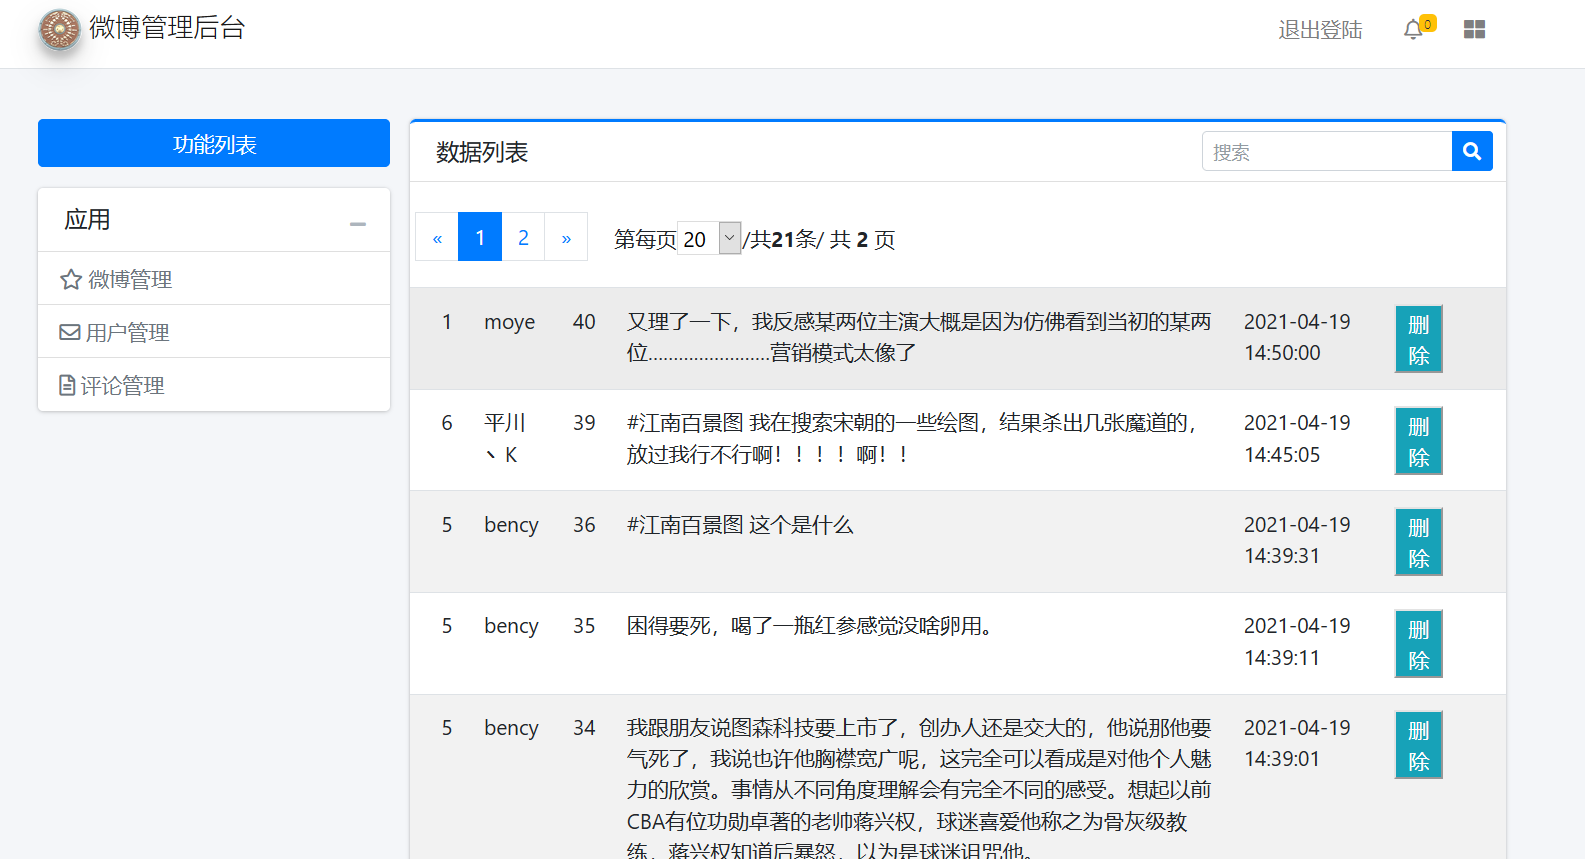 微博管理后台
退出登陆
0
功能列表
数据列表
搜索
应用
微博管理
用户管理
评论管理
« 1 2 » 第每页 20 /共21条/ 共 2 页
1 moye 40 又理了一下，我反感某两位主演大概是因为仿佛看到当初的某两 2021-04-19 删
位........................营销模式太像了 14:50:00 除
6 平川 39 #江南百景图 我在搜索宋朝的一些绘图，结果杀出几张魔道的， 2021-04-19 删
丶 K 放过我行不行啊！！！！啊！！ 14:45:05 除
5 bency 36 #江南百景图 这个是什么 2021-04-19 删
14:39:31 除
5 bency 35 困得要死，喝了一瓶红参感觉没啥卵用。 2021-04-19 删
14:39:11 除
5 bency 34 我跟朋友说图森科技要上市了，创办人还是交大的，他说那他要 2021-04-19 删
气死了，我说也许他胸襟宽广呢，这完全可以看成是对他个人魅 14:39:01 除
力的欣赏。事情从不同角度理解会有完全不同的感受。想起以前
CBA有位功勋卓著的老帅蒋兴权，球迷喜爱他称之为骨灰级教
练，蒋兴权知道后暴怒，以为是球迷诅咒他。